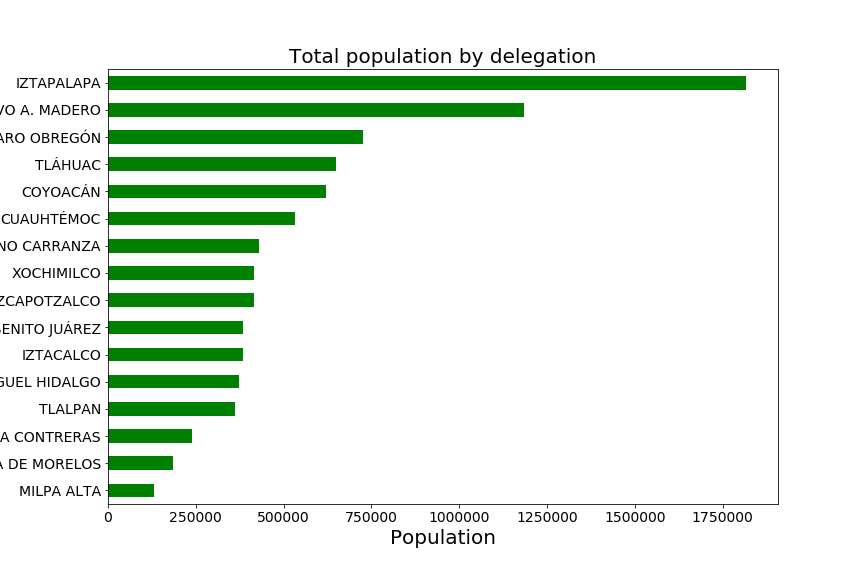 Total population by delegation
IZTAPALAPA
VO A. MADERO
ARO OBREGÓN
TLÁHUAC
COYOACÁN
CUAUHTÉMOC
NO CARRANZA
XOCHIMILCO
ZCAPOTZALCO
BENITO JUÁREZ
IZTACALCO
GUEL HIDALGO
TLALPAN
A CONTRERAS
A DE MORELOS
MILPA ALTA
0 250000 500000 750000 1000000 1250000 1500000 1750000
Population